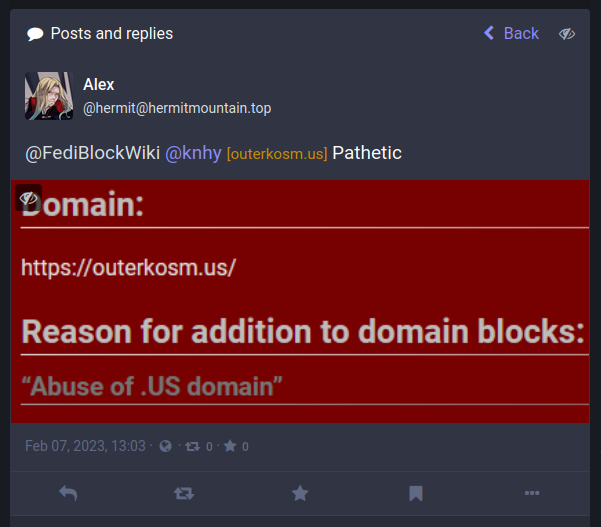 Posts and replies
Back
Alex
@hermit@hermitmountain.top
@FediBlockWiki @knhy [outerkosm.us] Pathetic
Domain:
https://outerkosm.us/
Reason for addition to domain blocks:
“Abuse of .US domain”
Feb 07, 2023, 13:03 · · 0 · 0